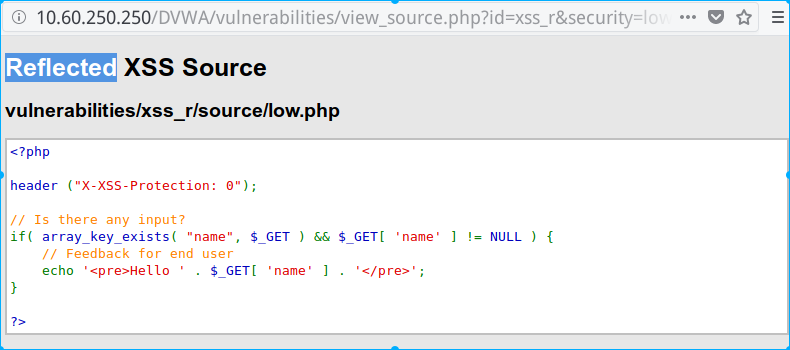 10.60.250.250/DVWA/vulnerabilities/view_source.php?id=xss_r&security=low
Reflected XSS Source
vulnerabilities/xss_r/source/low.php
<?php
header ("X-XSS-Protection: 0");
// Is there any input?
if( array_key_exists( "name", $_GET ) && $_GET[ 'name' ] != NULL ) {
    // Feedback for end user
    echo '<pre>Hello ' . $_GET[ 'name' ] . '</pre>';
}
?>